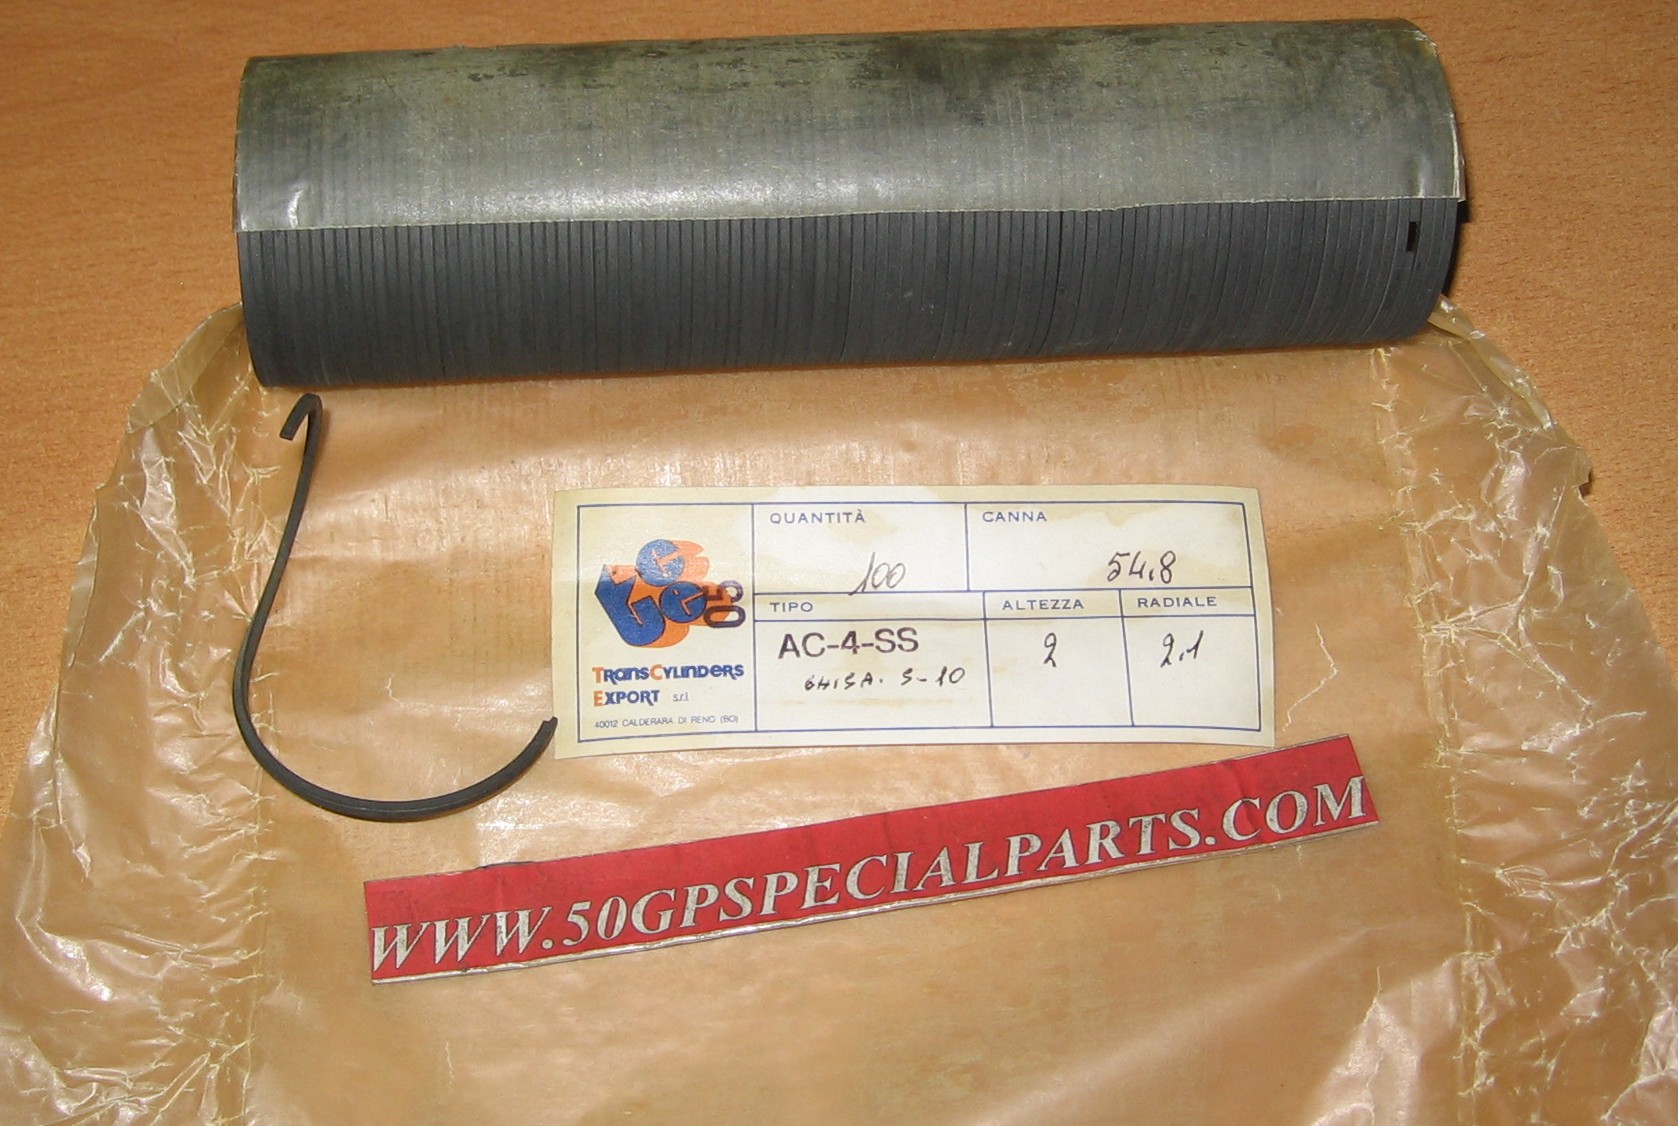 QUANTITÀ
100
CANNA
54.8
TIPO
AC-4-SS
GHISA. S-10
ALTEZZA
2
RADIALE
2.1
TRANSCYLINDERS
EXPORT s.r.l.
40012 CALDERARA DI RENO (BO)
WWW.50GPSPECIALPARTS.COM